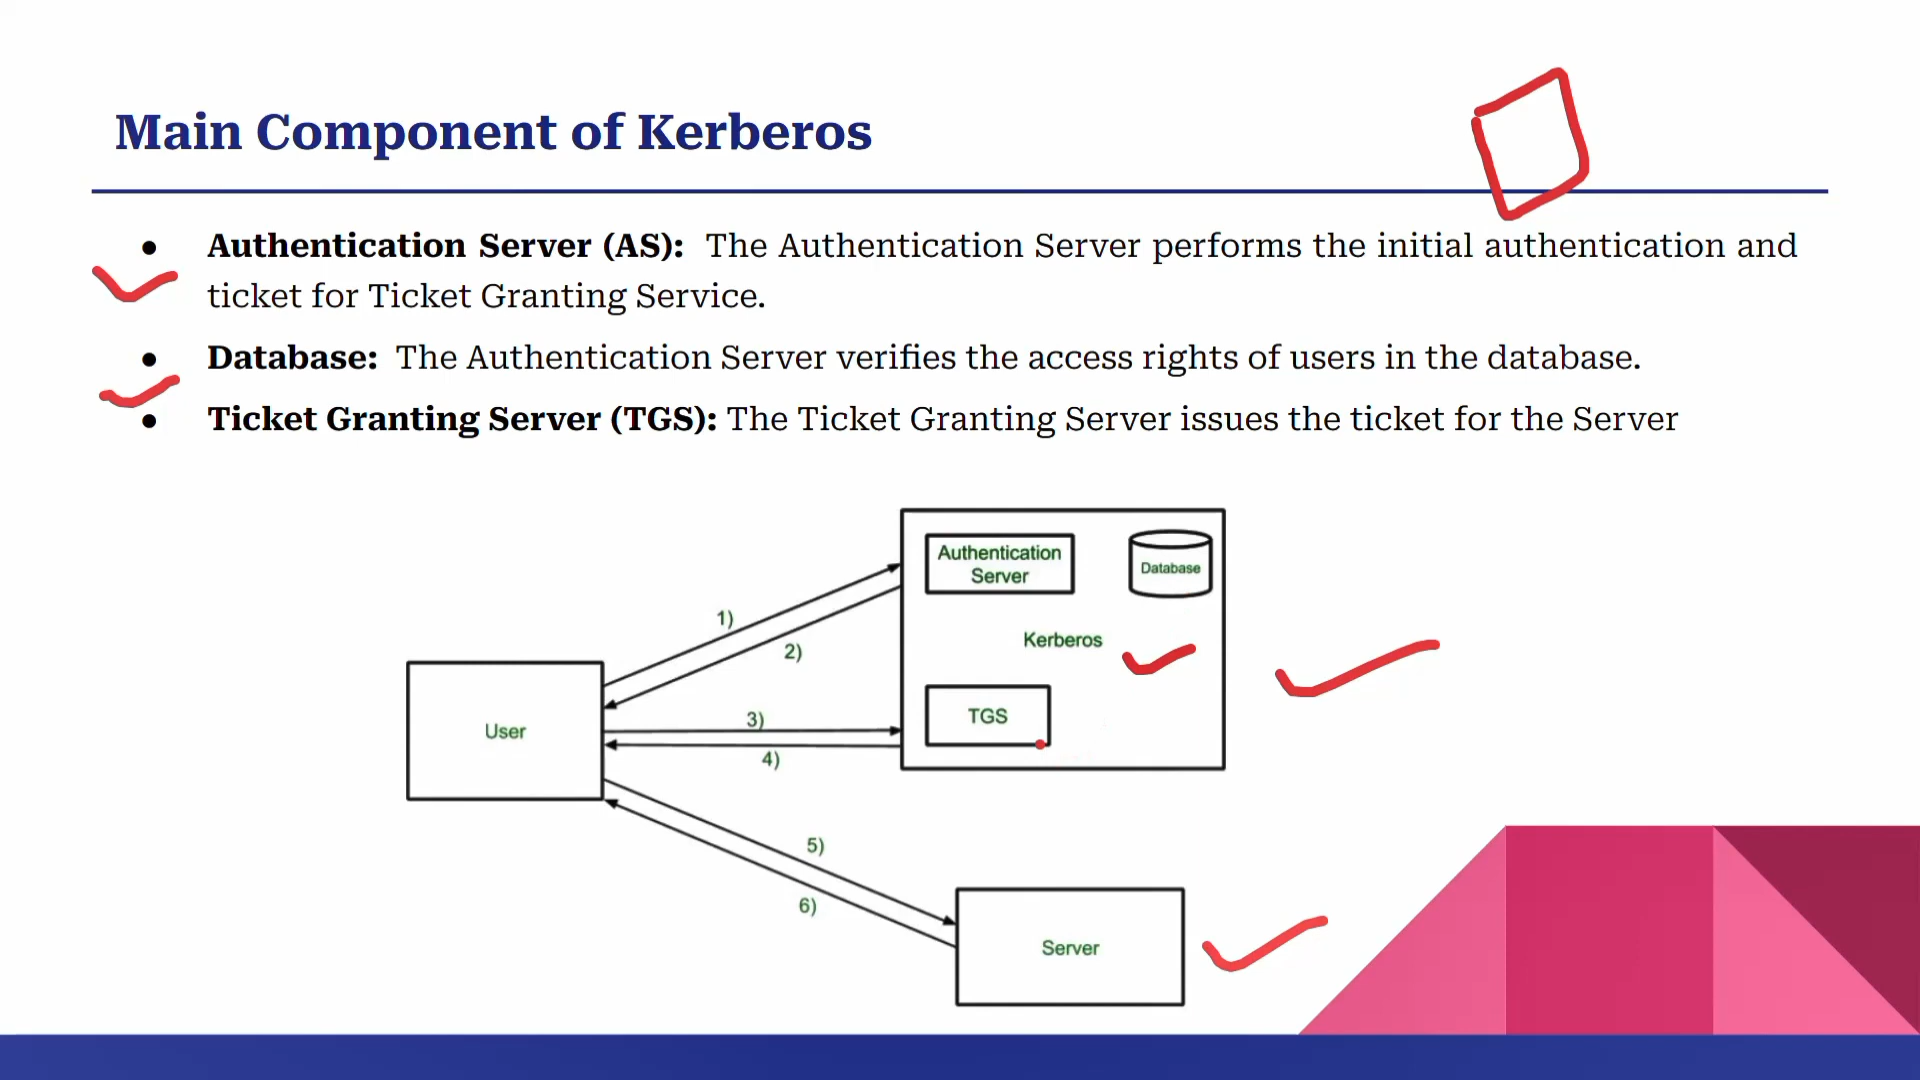 Main Component of Kerberos
● Authentication Server (AS): The Authentication Server performs the initial authentication and
ticket for Ticket Granting Service.
● Database: The Authentication Server verifies the access rights of users in the database.
● Ticket Granting Server (TGS): The Ticket Granting Server issues the ticket for the Server
Authentication
Server
Database
1)
Kerberos
2)
3)
TGS
User
4)
5)
6)
Server